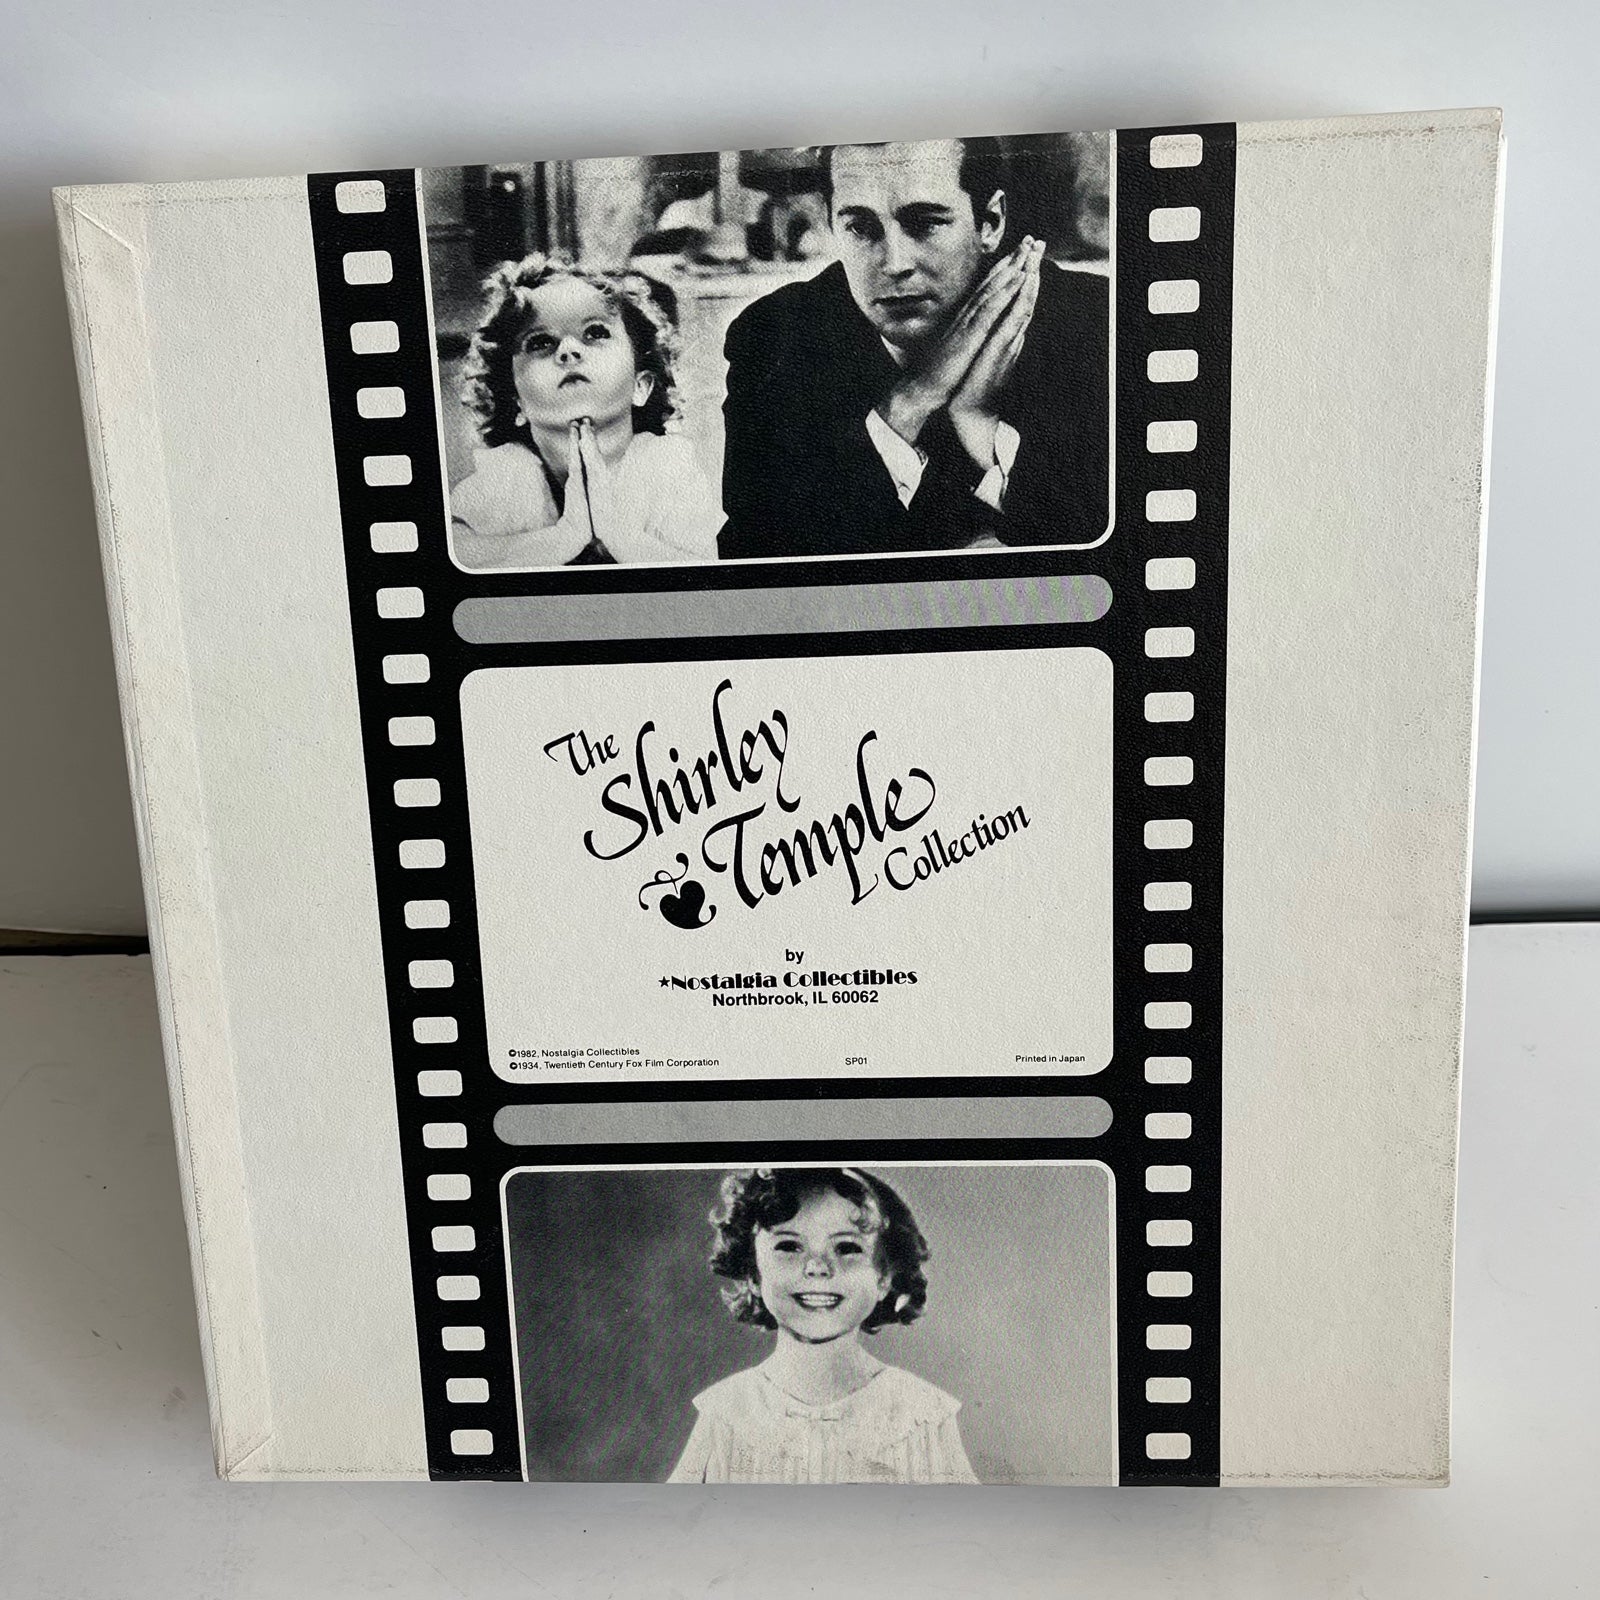 The
Shirley
Temple
Collection
by
★Nostalgia Collectibles
Northbrook, IL 60062
©1982, Nostalgia Collectibles
©1934, Twentieth Century Fox Film Corporation SP01 Printed in Japan